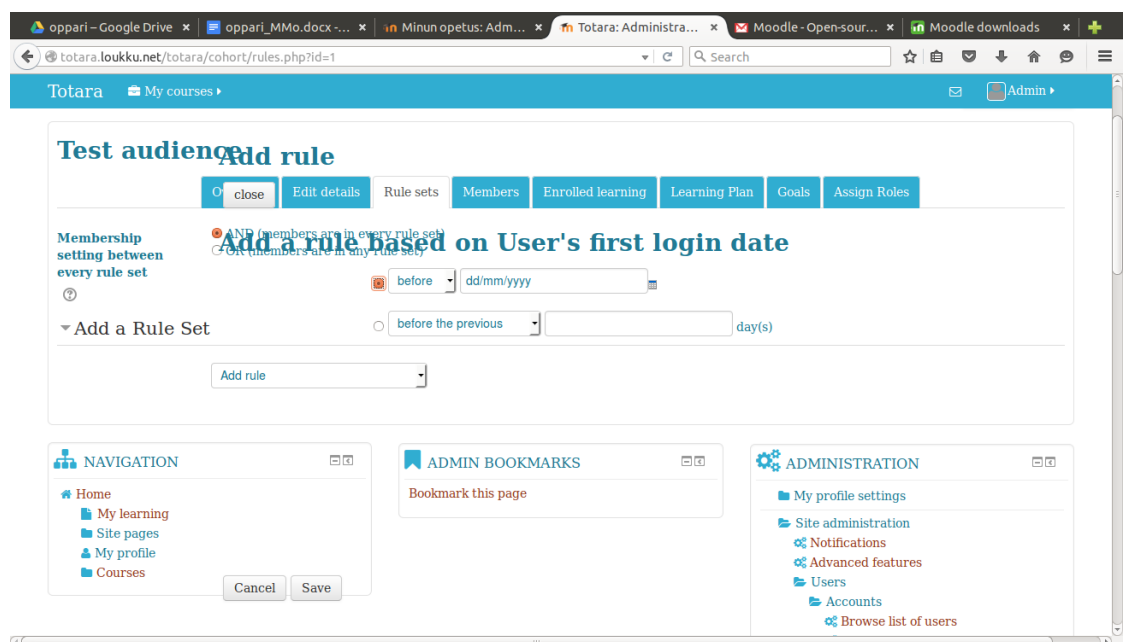 oppari – Google Drive
oppari_MMo.docx -...
Minun opetus: Adm...
Totara: Administra...
Moodle - Open-sour...
Moodle downloads
totara.loukku.net/totara/cohort/rules.php?id=1
Search
Totara
My courses
Admin
Test audience
Add rule
close
Edit details
Rule sets
Members
Enrolled learning
Learning Plan
Goals
Assign Roles
Membership
setting between
every rule set
AND (members are in every rule set)
OR (members are in any rule set)
Add a rule based on User's first login date
before
dd/mm/yyyy
Add a Rule Set
before the previous
day(s)
Add rule
NAVIGATION
Home
My learning
Site pages
My profile
Courses
Cancel
Save
ADMIN BOOKMARKS
Bookmark this page
ADMINISTRATION
My profile settings
Site administration
Notifications
Advanced features
Users
Accounts
Browse list of users